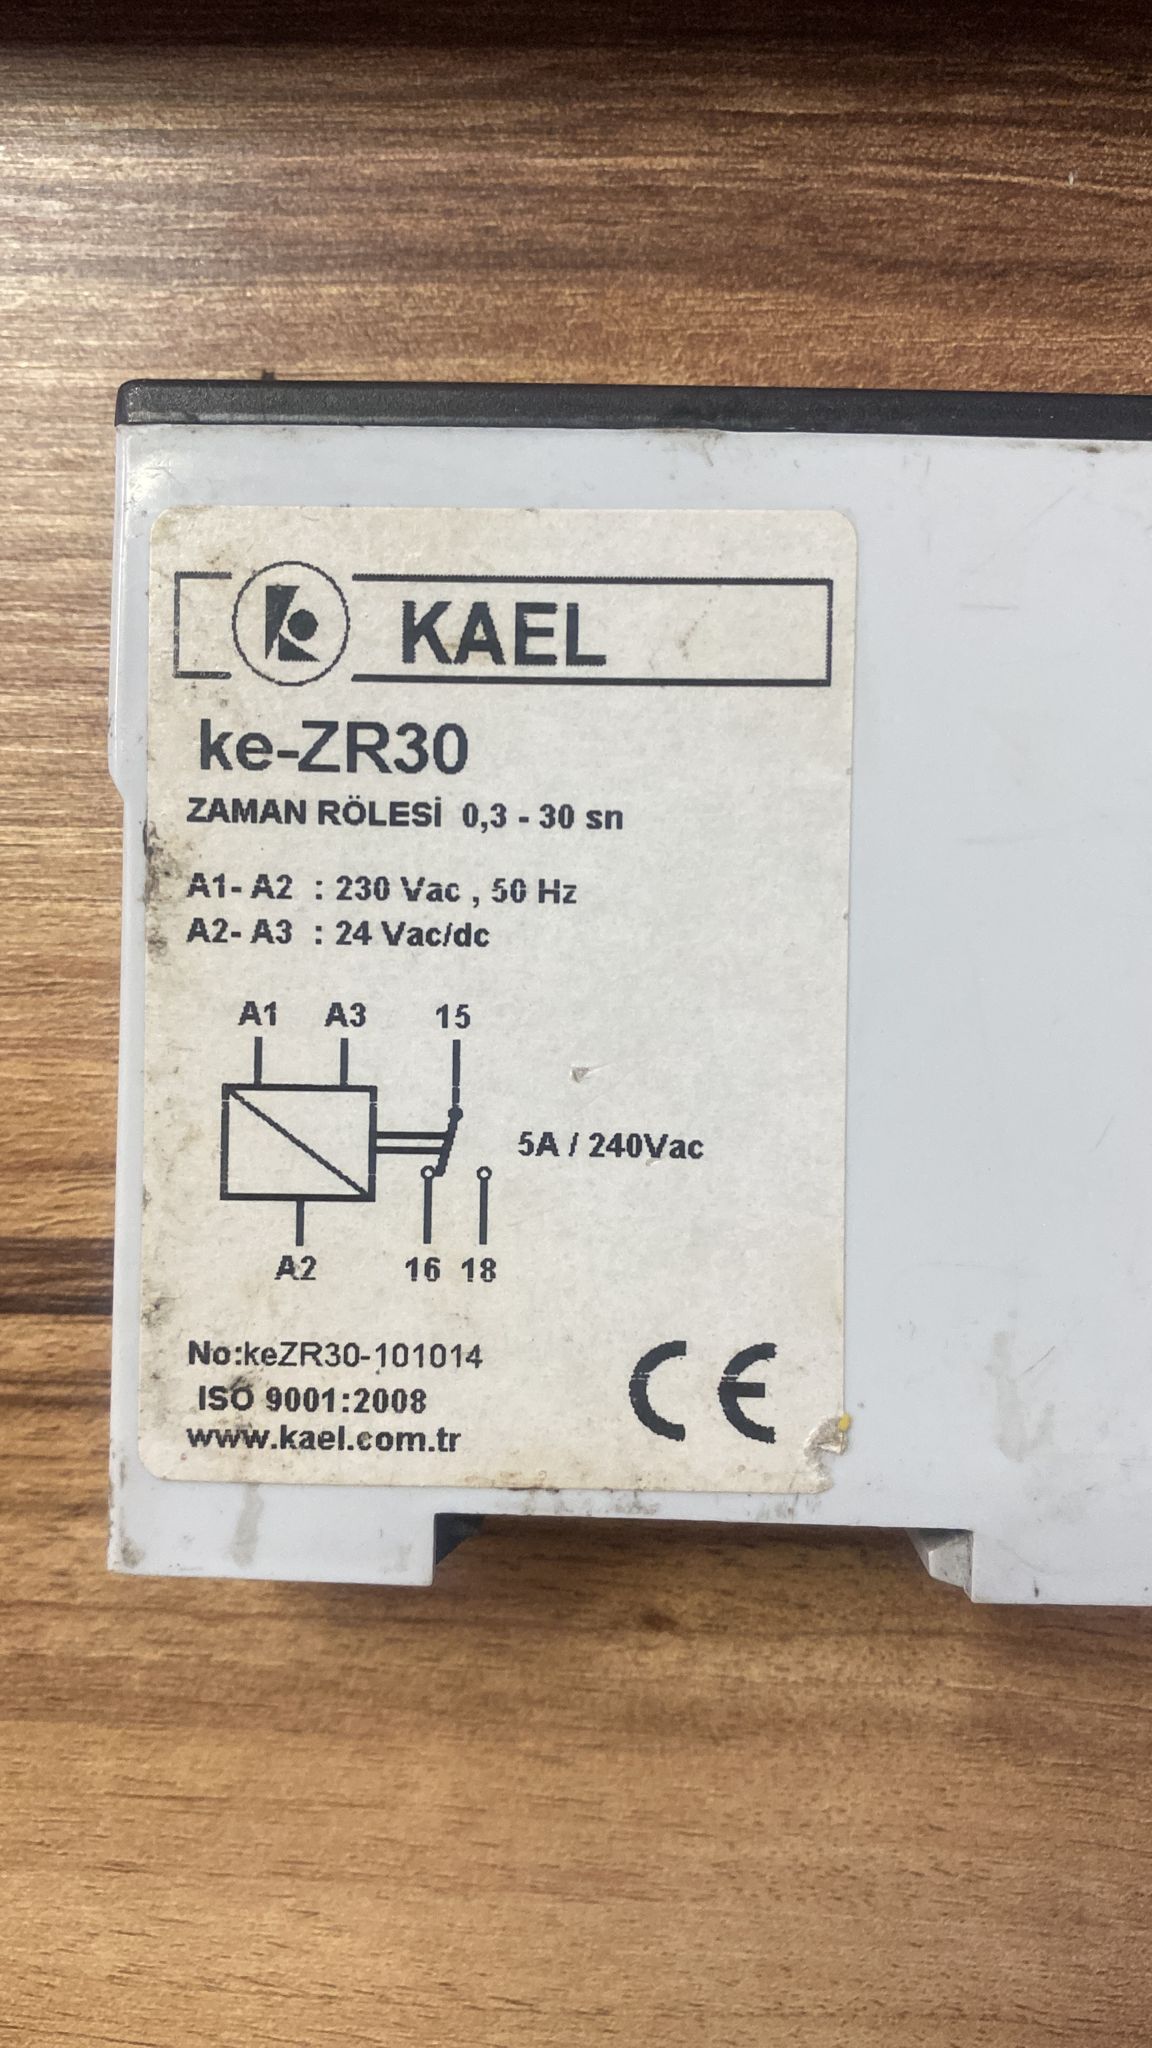 KAEL
ke-ZR30
ZAMAN RÖLESİ 0,3 - 30 sn
A1- A2 : 230 Vac , 50 Hz
A2- A3 : 24 Vac/dc
A1 A3 15
5A / 240Vac
A2 16 18
No:keZR30-101014
ISO 9001:2008
www.kael.com.tr
CE